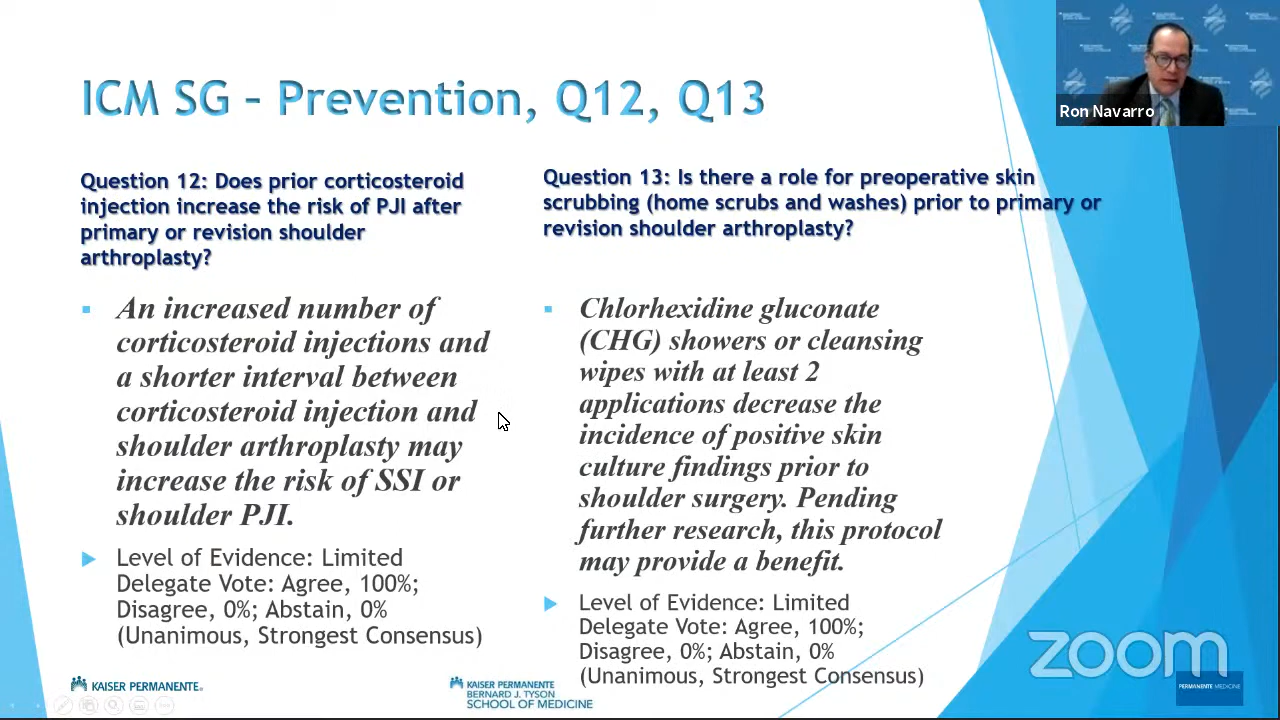 ICM SG – Prevention, Q12, Q13
Ron Navarro
Question 12: Does prior corticosteroid
injection increase the risk of PJI after
primary or revision shoulder
arthroplasty?
An increased number of
corticosteroid injections and
a shorter interval between
corticosteroid injection and
shoulder arthroplasty may
increase the risk of SSI or
shoulder PJI.
Level of Evidence: Limited
Delegate Vote: Agree, 100%;
Disagree, 0%; Abstain, 0%
(Unanimous, Strongest Consensus)
Question 13: Is there a role for preoperative skin
scrubbing (home scrubs and washes) prior to primary or
revision shoulder arthroplasty?
Chlorhexidine gluconate
(CHG) showers or cleansing
wipes with at least 2
applications decrease the
incidence of positive skin
culture findings prior to
shoulder surgery. Pending
further research, this protocol
may provide a benefit.
Level of Evidence: Limited
Delegate Vote: Agree, 100%;
Disagree, 0%; Abstain, 0%
(Unanimous, Strongest Consensus)
KAISER PERMANENTE®
KAISER PERMANENTE
BERNARD J. TYSON
SCHOOL OF MEDICINE
zoom
PERMANENTE MEDICINE